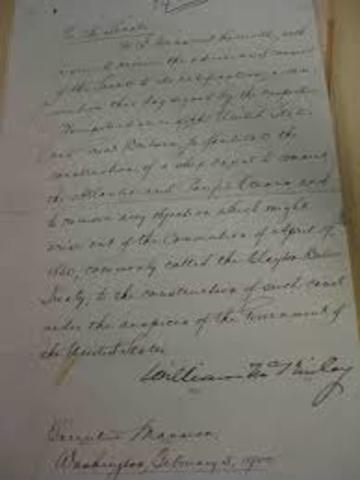 To the Senate
I transmit herewith, with
a view to receive the advice and consent
of the Senate to its ratification, a con-
vention this day signed by the respective
Plenipotentiaries of the United States
and Great Britain, to facilitate the
construction of a ship canal to connect
the Atlantic and Pacific Oceans, and
to remove any objection which might
arise out of the Convention of April 19,
1850, commonly called the Clayton Bulwer
Treaty, to the construction of such canal
under the auspices of the Government of
the United States.
William McKinley
Executive Mansion,
Washington, February 5, 1900